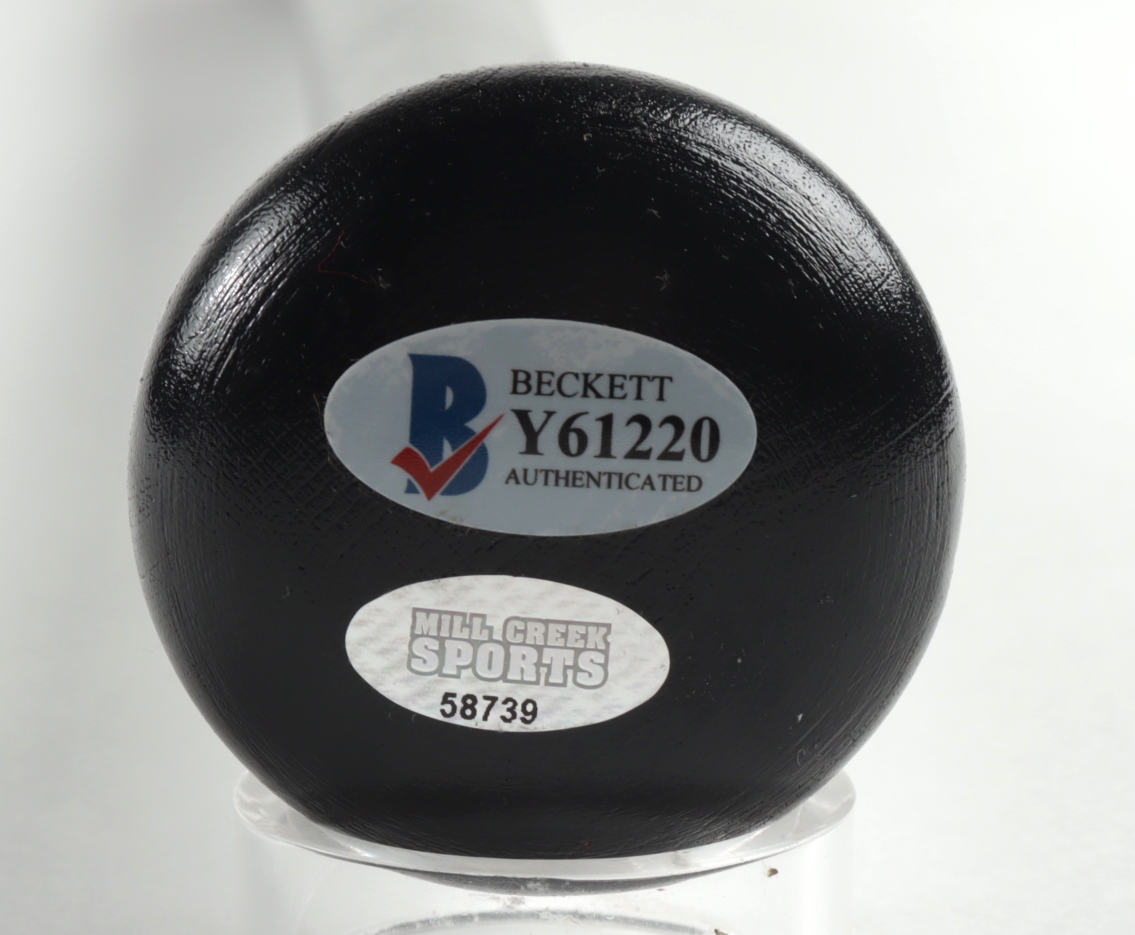 BECKETT
Y61220
AUTHENTICATED
MILL CREEK
SPORTS
58739